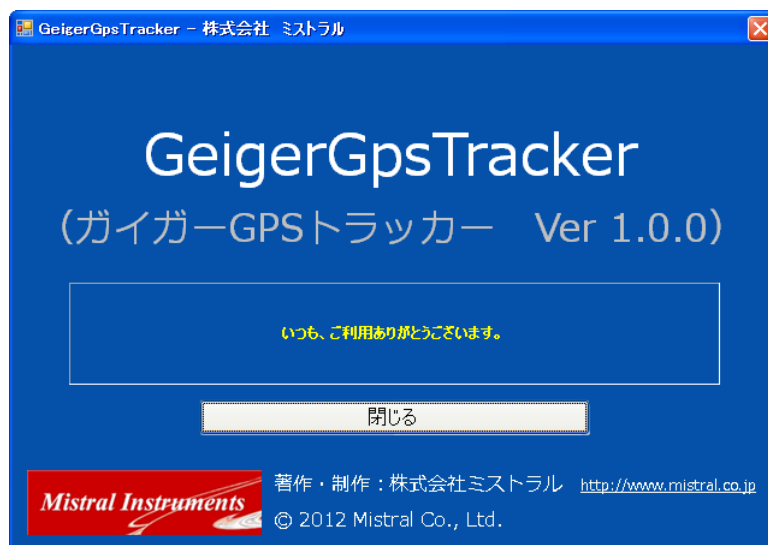 GeigerGpsTracker - 株式会社 ミストラル
GeigerGpsTracker
（ガイガーGPSトラッカー　Ver 1.0.0）
いつも、ご利用ありがとうございます。
閉じる
Mistral Instruments
著作・制作：株式会社ミストラル http://www.mistral.co.jp
© 2012 Mistral Co., Ltd.